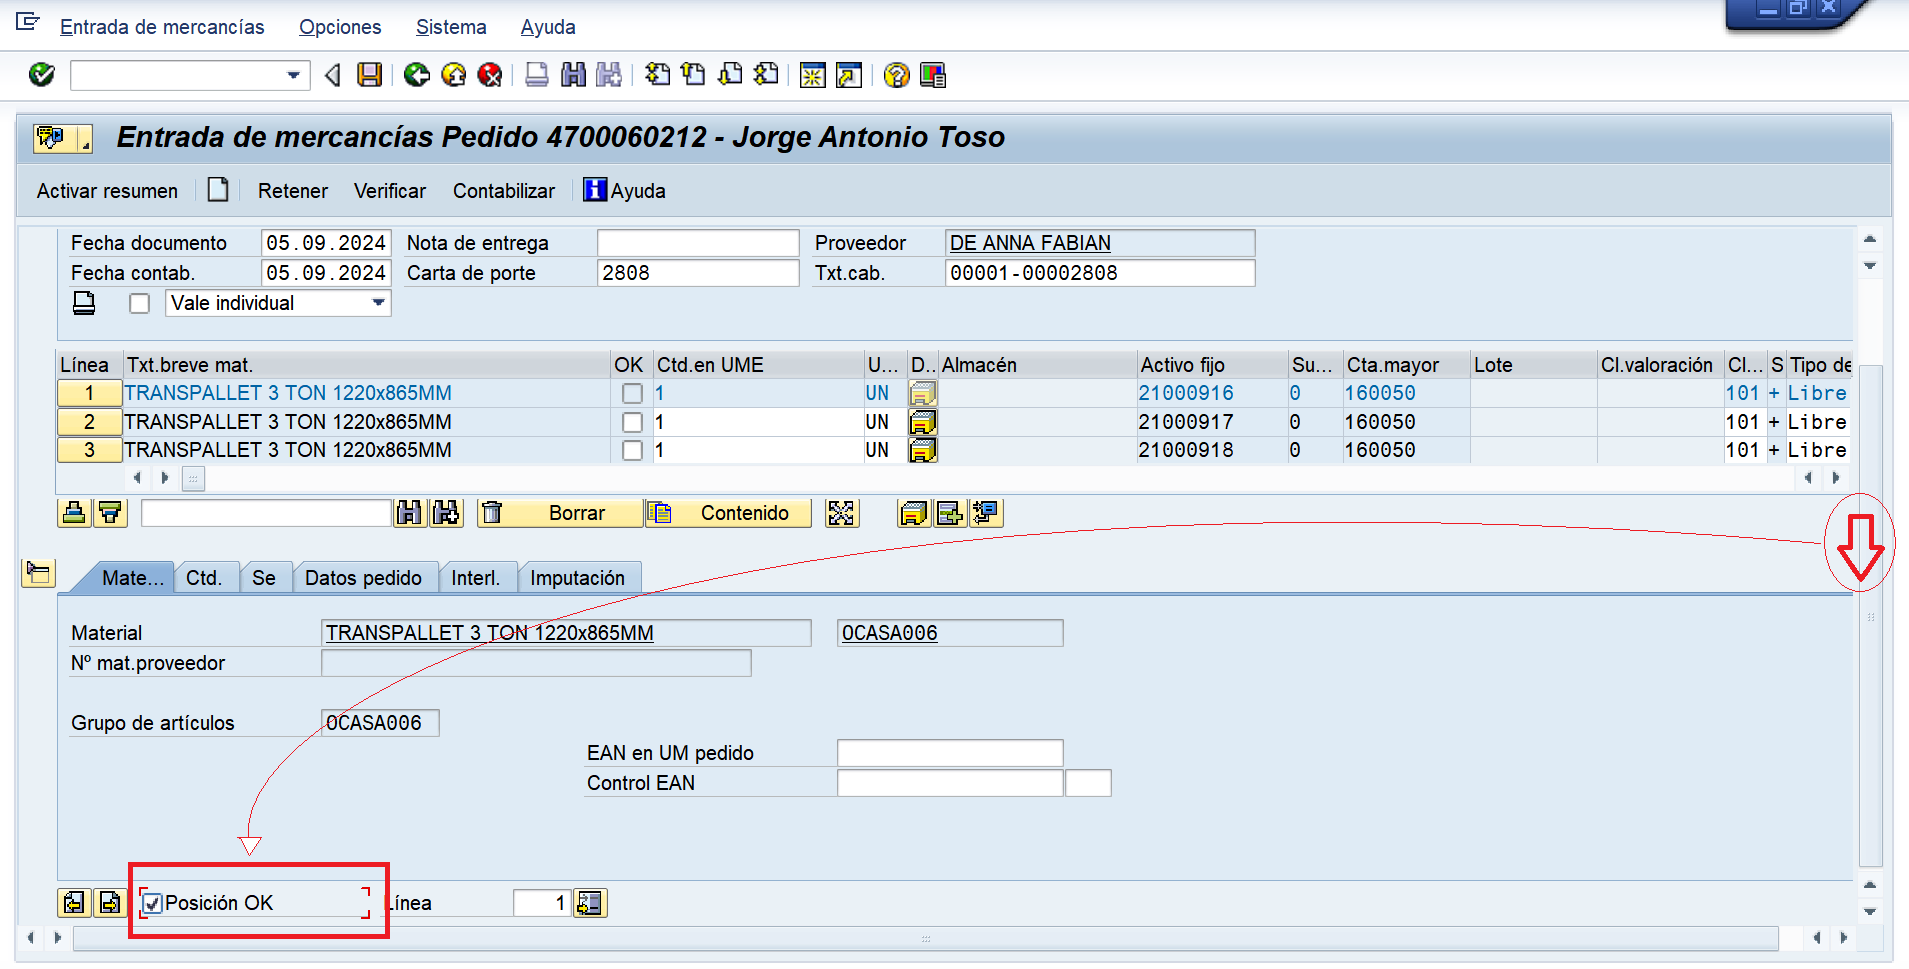 Entrada de mercancías Opciones Sistema Ayuda
Entrada de mercancías Pedido 4700060212 - Jorge Antonio Toso
Activar resumen Retener Verificar Contabilizar Ayuda
Fecha documento 05.09.2024 Nota de entrega Proveedor DE ANNA FABIAN
Fecha contab. 05.09.2024 Carta de porte 2808 Txt.cab. 00001-00002808
Vale individual
Línea Txt.breve mat. OK Ctd.en UME U... D.. Almacén Activo fijo Su... Cta.mayor Lote Cl.valoración Cl... S Tipo de
1 TRANSPALLET 3 TON 1220x865MM 1 UN 21000916 0 160050 101 + Libre
2 TRANSPALLET 3 TON 1220x865MM 1 UN 21000917 0 160050 101 + Libre
3 TRANSPALLET 3 TON 1220x865MM 1 UN 21000918 0 160050 101 + Libre
Borrar Contenido
Mate... Ctd. Se Datos pedido Interl. Imputación
Material TRANSPALLET 3 TON 1220x865MM OCASA006
Nº mat.proveedor
Grupo de artículos OCASA006
EAN en UM pedido
Control EAN
Posición OK Línea 1